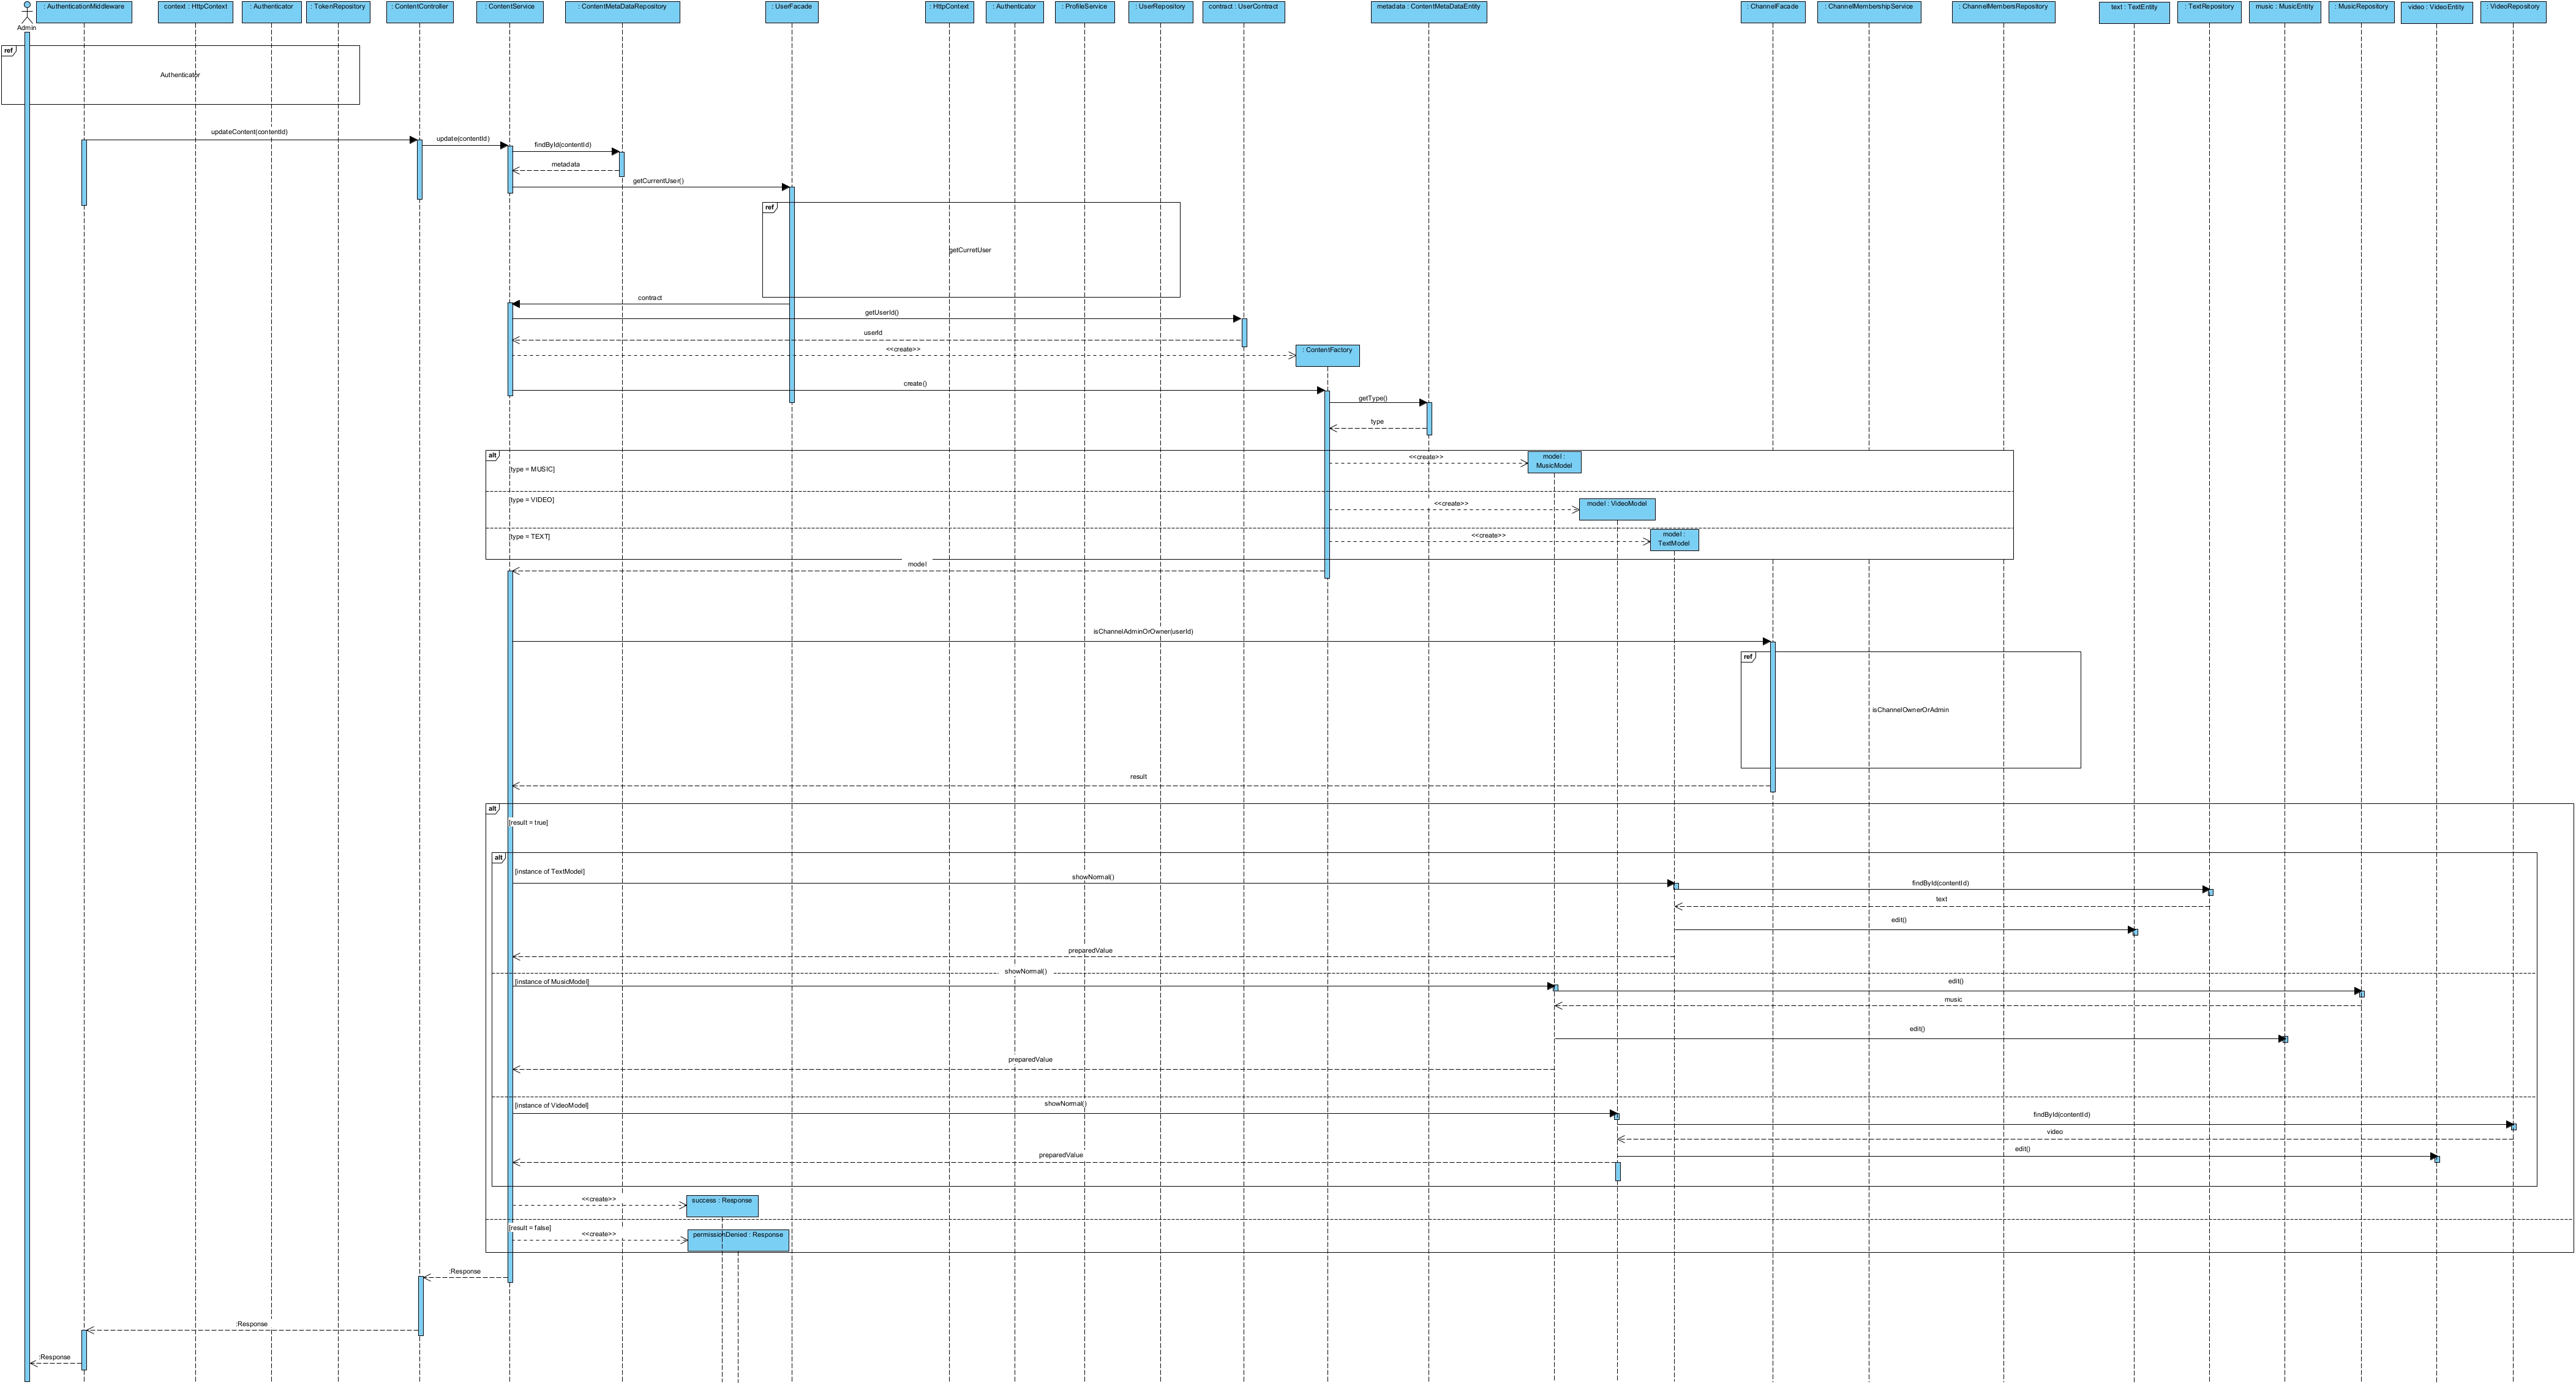 : AuthenticationMiddleware
context : HttpContext
: Authenticator
: TokenRepository
: ContentController
: ContentService
: ContentMetaDataRepository
: UserFacade
: HttpContext
: Authenticator
: ProfileService
: UserRepository
contract : UserContract
metadata : ContentMetaDataEntity
: ChannelFacade
: ChannelMembershipService
: ChannelMembersRepository
text : TextEntity
: TextRepository
music : MusicEntity
: MusicRepository
video : VideoEntity
: VideoRepository
Admin
ref
Authenticator
updateContent(contentId)
update(contentId)
findById(contentId)
metadata
getCurrentUser()
ref
getCurretUser
contract
getUserId()
userId
<<create>>
: ContentFactory
create()
getType()
type
alt
[type = MUSIC]
<<create>>
model :
MusicModel
[type = VIDEO]
<<create>>
model : VideoModel
[type = TEXT]
<<create>>
model :
TextModel
model
isChannelAdminOrOwner(userId)
ref
isChannelOwnerOrAdmin
result
alt
[result = true]
alt
[instance of TextModel]
showNormal()
findById(contentId)
text
edit()
preparedValue
showNormal()
[instance of MusicModel]
edit()
music
edit()
preparedValue
[instance of VideoModel]
showNormal()
findById(contentId)
video
edit()
preparedValue
<<create>>
success : Response
[result = false]
<<create>>
permissionDenied : Response
:Response
:Response
:Response